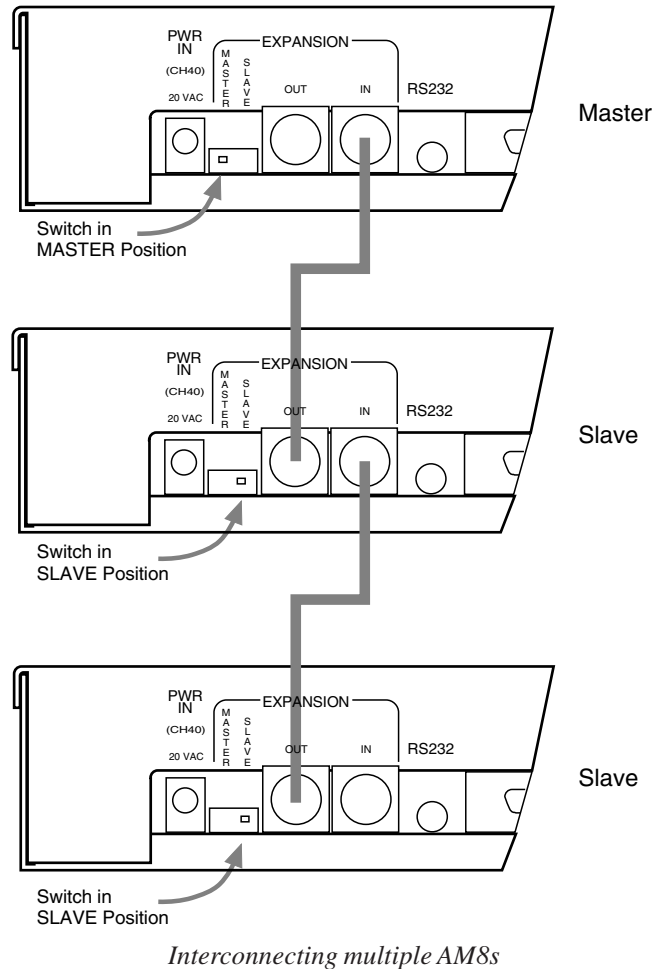 PWR
IN
(CH40)
20 VAC
MASTER
SLAVE
EXPANSION
OUT
IN
RS232
Master
Switch in
MASTER Position
PWR
IN
(CH40)
20 VAC
MASTER
SLAVE
EXPANSION
OUT
IN
RS232
Slave
Switch in
SLAVE Position
PWR
IN
(CH40)
20 VAC
MASTER
SLAVE
EXPANSION
OUT
IN
RS232
Slave
Switch in
SLAVE Position
Interconnecting multiple AM8s